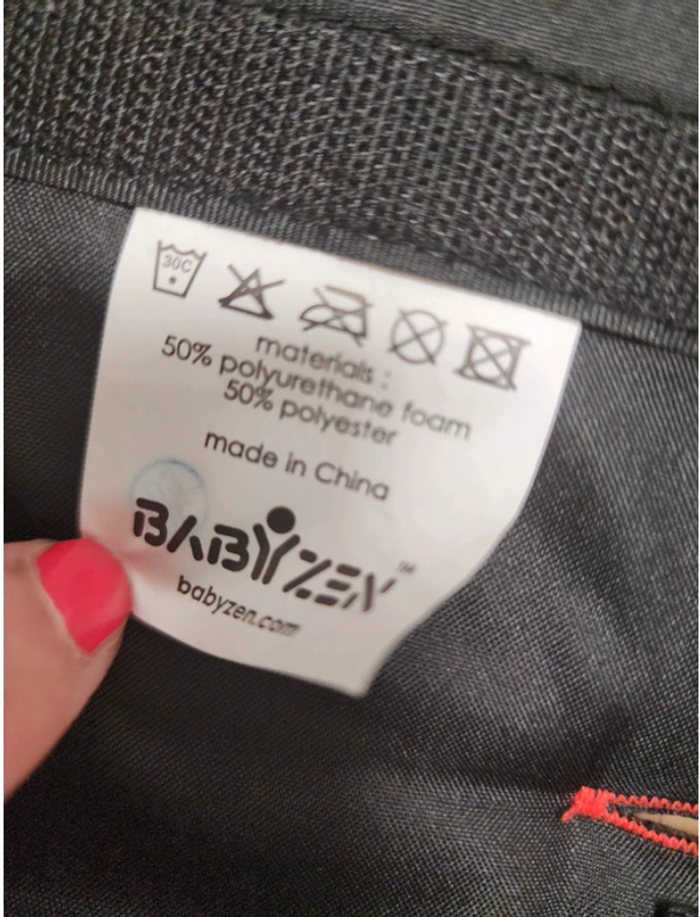 30C
materials :
50% polyurethane foam
50% polyester
made in China
BABYZEN™
babyzen.com